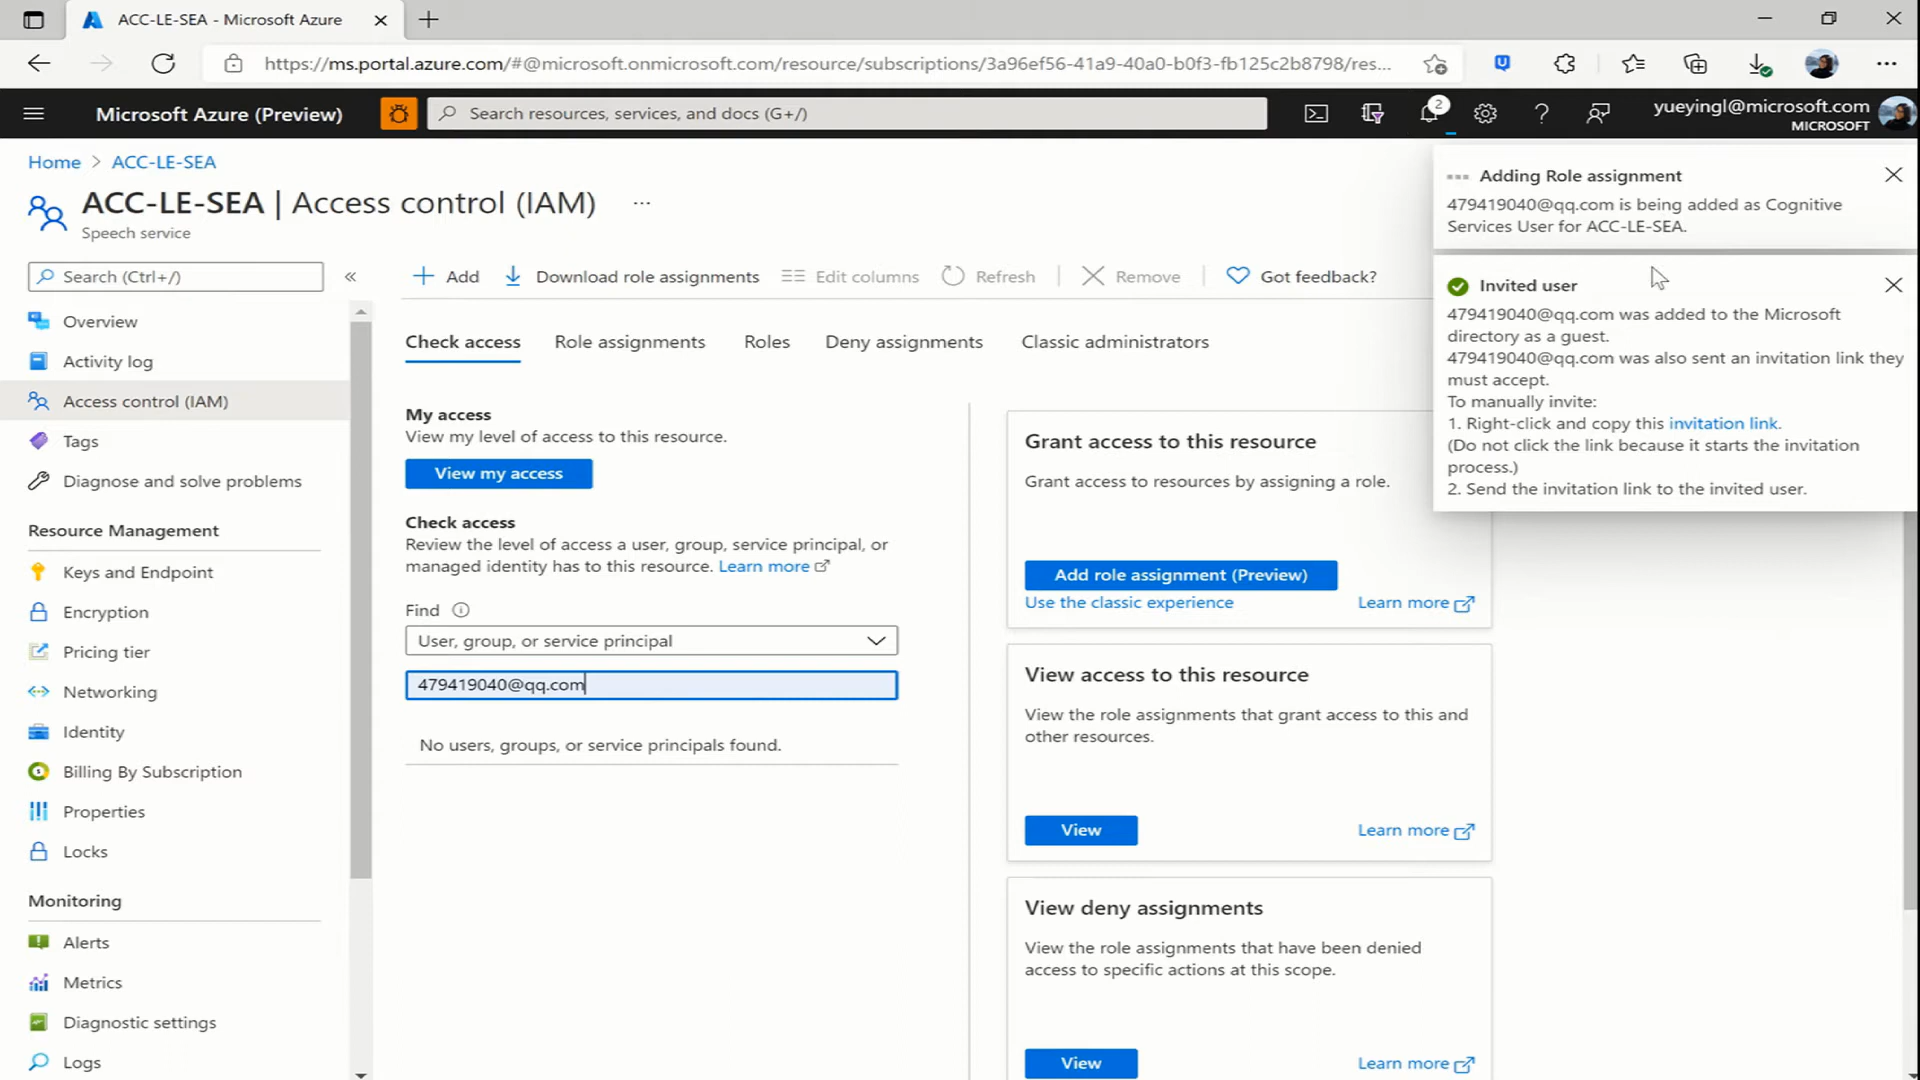 ACC-LE-SEA - Microsoft Azure
https://ms.portal.azure.com/#@microsoft.onmicrosoft.com/resource/subscriptions/3a96ef56-41a9-40a0-b0f3-fb125c2b8798/res...
Microsoft Azure (Preview)
Search resources, services, and docs (G+/)
2
yueyingl@microsoft.com
MICROSOFT
Home > ACC-LE-SEA
ACC-LE-SEA | Access control (IAM) ...
Speech service
Search (Ctrl+/)
«
Overview
Activity log
Access control (IAM)
Tags
Diagnose and solve problems
Resource Management
Keys and Endpoint
Encryption
Pricing tier
Networking
Identity
Billing By Subscription
Properties
Locks
Monitoring
Alerts
Metrics
Diagnostic settings
Logs
Add
Download role assignments
Edit columns
Refresh
Remove
Got feedback?
Check access
Role assignments
Roles
Deny assignments
Classic administrators
My access
View my level of access to this resource.
View my access
Check access
Review the level of access a user, group, service principal, or
managed identity has to this resource. Learn more
Find
User, group, or service principal
479419040@qq.com
No users, groups, or service principals found.
Grant access to this resource
Grant access to resources by assigning a role.
Add role assignment (Preview)
Use the classic experience
Learn more
View access to this resource
View the role assignments that grant access to this and
other resources.
View
Learn more
View deny assignments
View the role assignments that have been denied
access to specific actions at this scope.
View
Learn more
Adding Role assignment
479419040@qq.com is being added as Cognitive
Services User for ACC-LE-SEA.
Invited user
479419040@qq.com was added to the Microsoft
directory as a guest.
479419040@qq.com was also sent an invitation link they
must accept.
To manually invite:
1. Right-click and copy this invitation link.
(Do not click the link because it starts the invitation
process.)
2. Send the invitation link to the invited user.